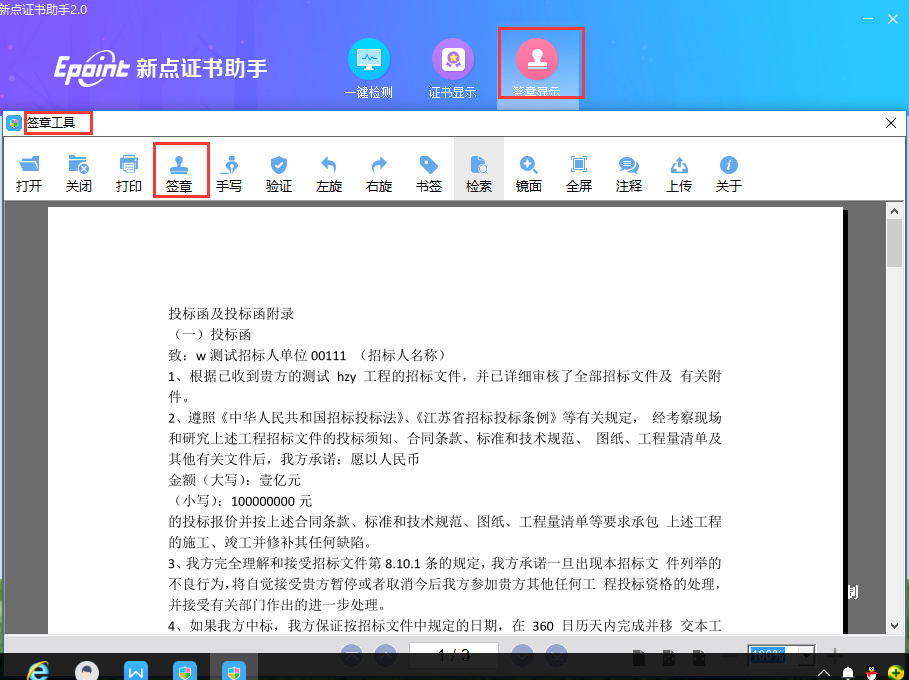 新点证书助手2.0
Epoint 新点证书助手
一键检测
证书显示
签章显示
签章工具
打开 关闭 打印 签章 手写 验证 左旋 右旋 书签 检索 镜面 全屏 注释 上传 关于
投标函及投标函附录
（一）投标函
致：w 测试招标人单位 00111 （招标人名称）
1、根据已收到贵方的测试 hzy 工程的招标文件，并已详细审核了全部招标文件及 有关附
件。
2、遵照《中华人民共和国招标投标法》、《江苏省招标投标条例》等有关规定， 经考察现场
和研究上述工程招标文件的投标须知、合同条款、标准和技术规范、 图纸、工程量清单及
其他有关文件后，我方承诺：愿以人民币
金额（大写）：壹亿元
（小写）：100000000 元
的投标报价并按上述合同条款、标准和技术规范、图纸、工程量清单等要求承包 上述工程
的施工、竣工并修补其任何缺陷。
3、我方完全理解和接受招标文件第 8.10.1 条的规定，我方承诺一旦出现本招标文 件列举的
不良行为，将自觉接受贵方暂停或者取消今后我方参加贵方其他任何工 程投标资格的处理，
并接受有关部门作出的进一步处理。
4、如果我方中标，我方保证按招标文件中规定的日期，在 360 日历天内完成并移 交本工
制
1 / 3
100%